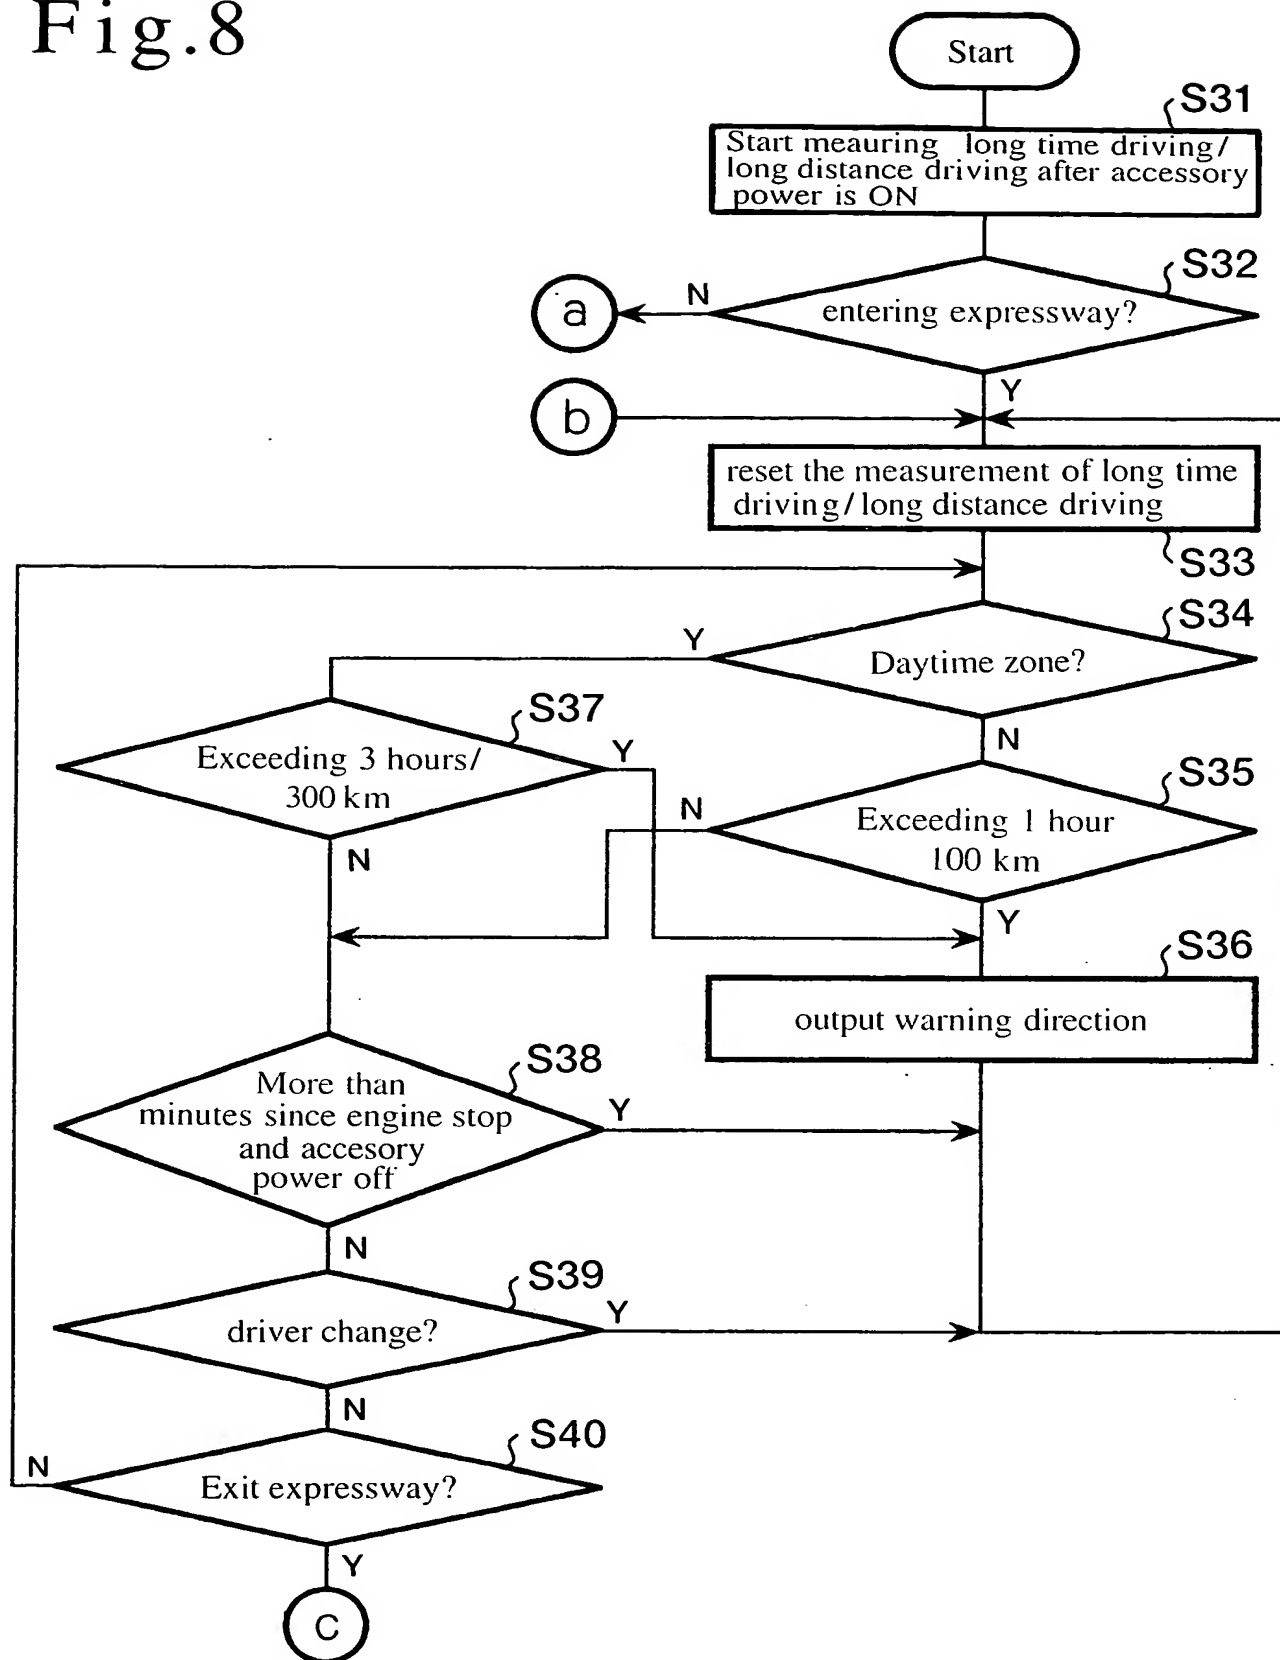 Fig.8
Start
S31
Start meauring long time driving/
long distance driving after accessory
power is ON
S32
entering expressway?
N
a
Y
b
reset the measurement of long time
driving/long distance driving
S33
S34
Daytime zone?
Y
N
S37
Exceeding 3 hours/
300 km
Y
N
S35
Exceeding 1 hour
100 km
N
Y
S36
output warning direction
S38
More than
minutes since engine stop
and accesory
power off
Y
N
S39
driver change?
Y
N
S40
Exit expressway?
N
Y
C